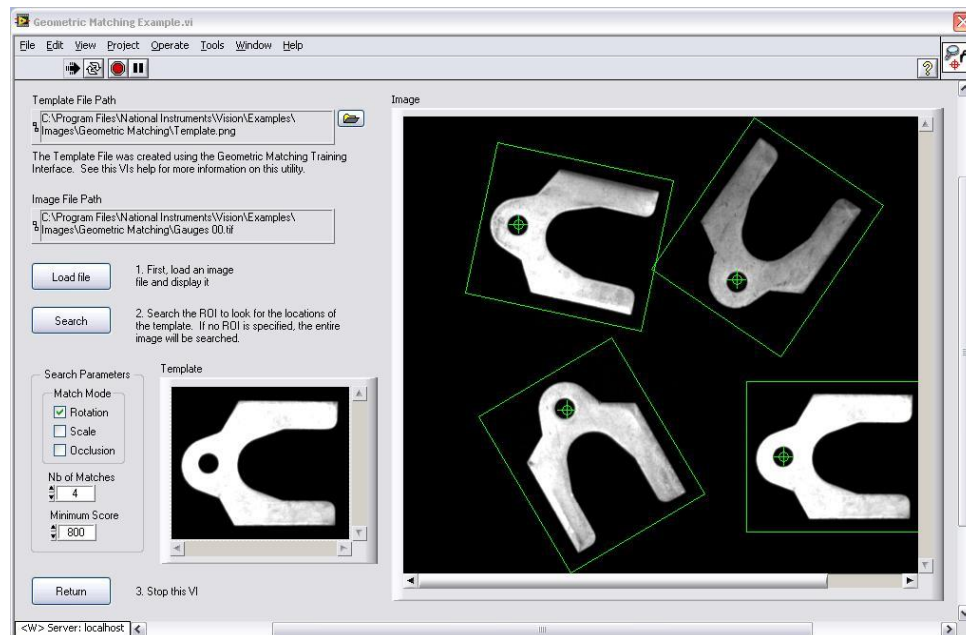 Geometric Matching Example.vi
File Edit View Project Operate Tools Window Help
Template File Path
C:\Program Files\National Instruments\Vision\Examples\
Images\Geometric Matching\Template.png
The Template File was created using the Geometric Matching Training
Interface. See this VIs help for more information on this utility.
Image File Path
C:\Program Files\National Instruments\Vision\Examples\
Images\Geometric Matching\Gauges 00.tif
Load file
1. First, load an image
file and display it
Search
2. Search the ROI to look for the locations
of the template. If no ROI is specified, the entire
image will be searched.
Search Parameters
Match Mode
Rotation
Scale
Occlusion
Nb of Matches
4
Minimum Score
800
Template
Return
3. Stop this VI
Image
<W> Server: localhost